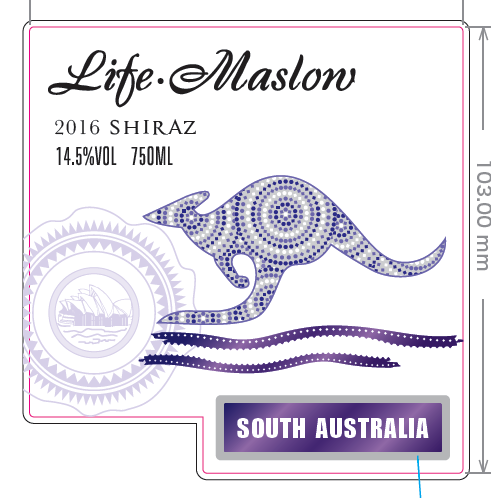 Life·Maslow
2016 SHIRAZ
14.5%VOL 750ML
103.00 mm
SOUTH AUSTRALIA